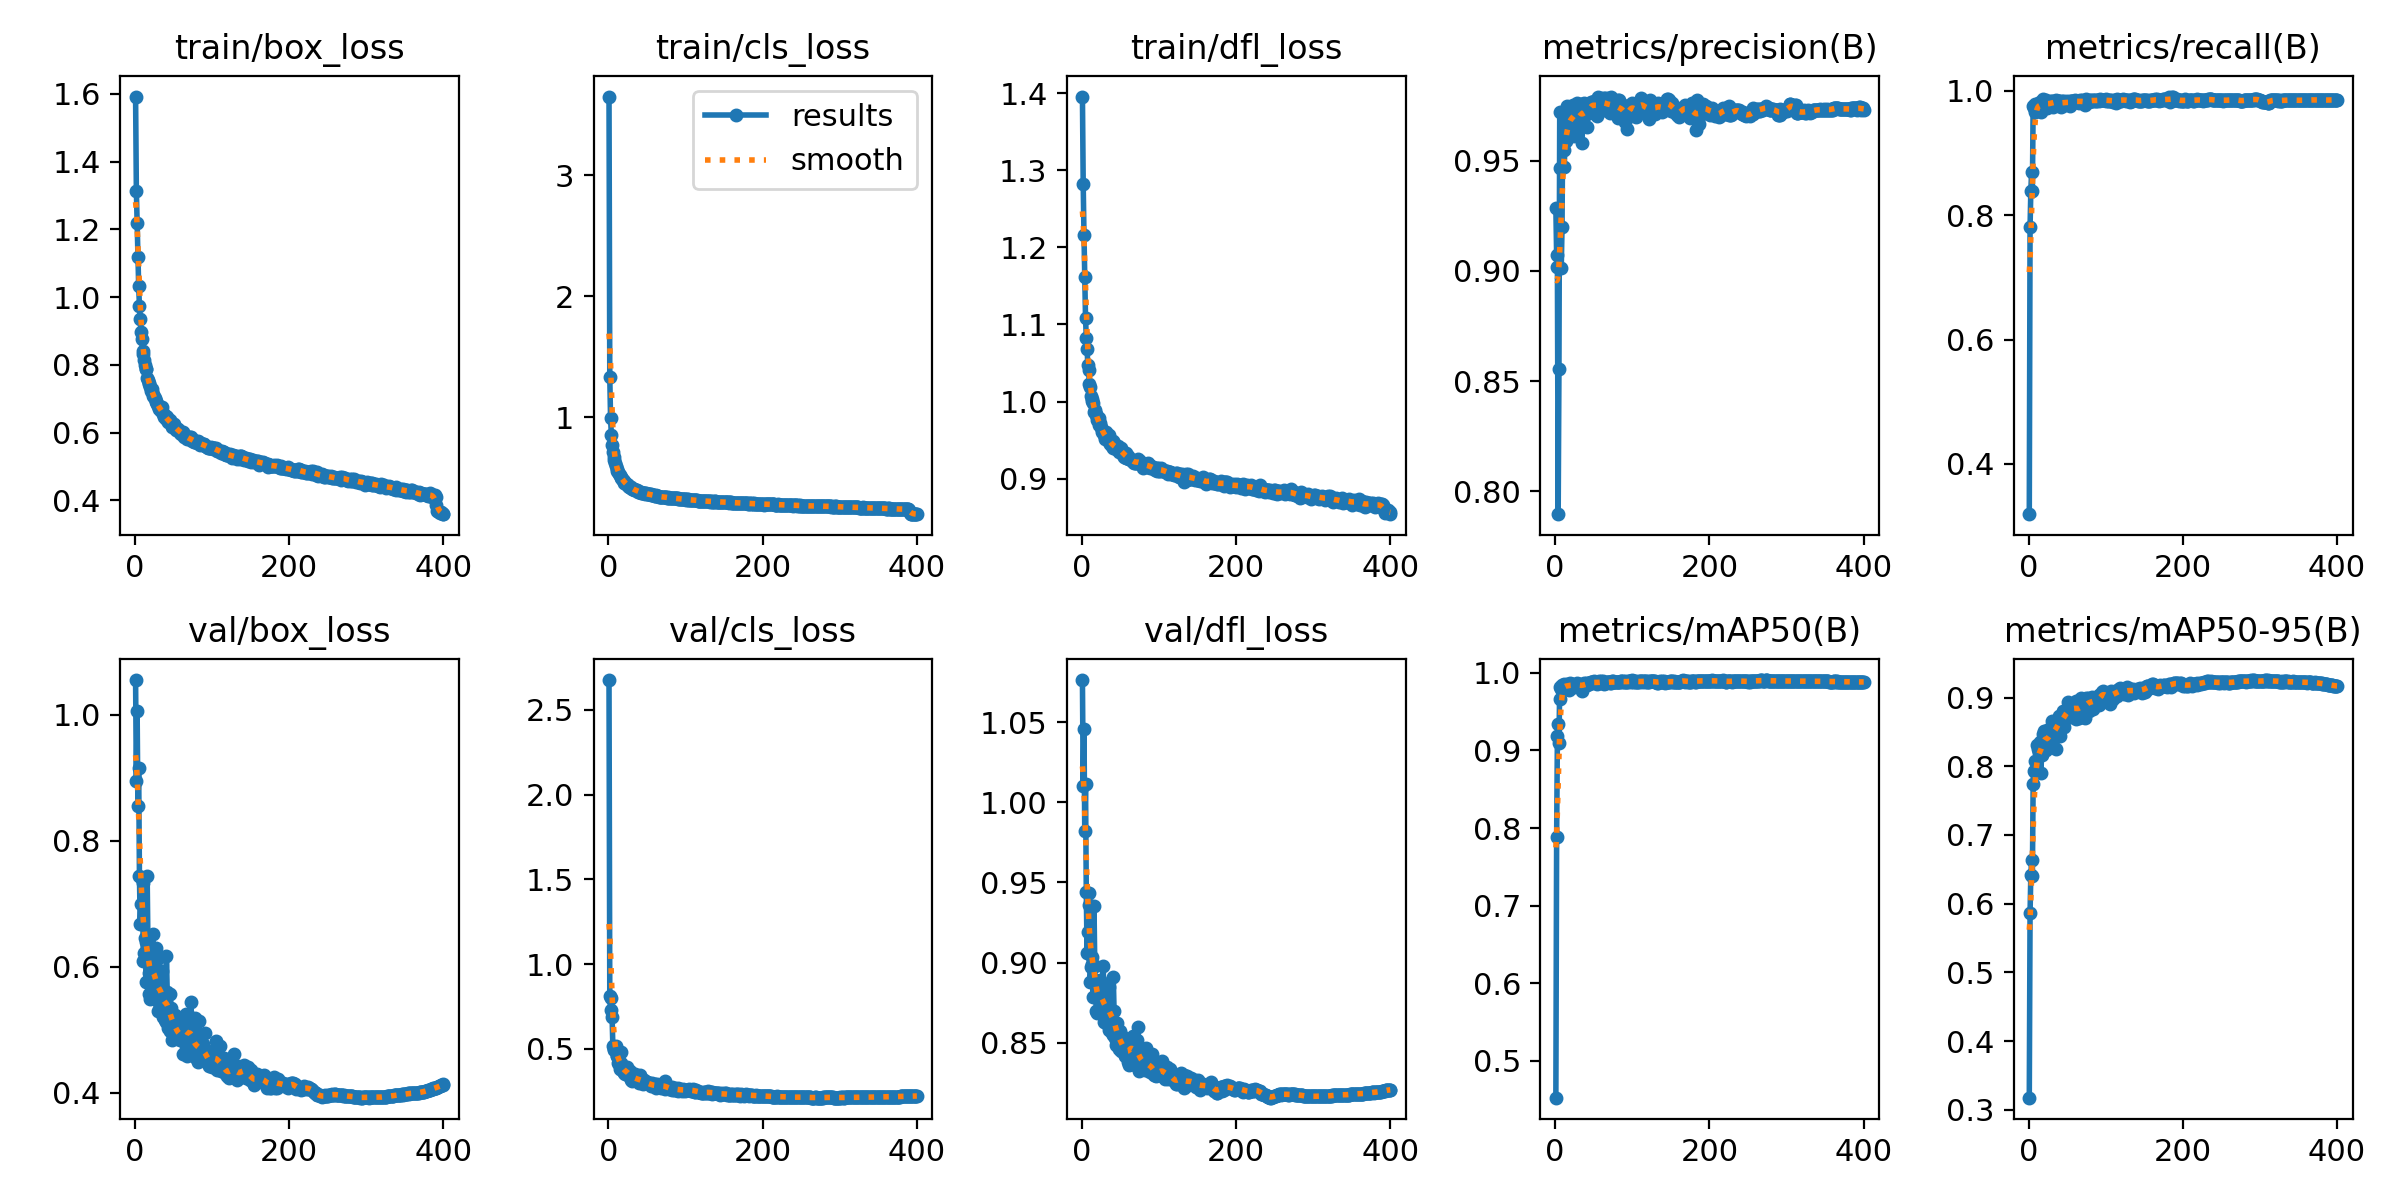 train/box_loss
1.6
1.4
1.2
1.0
0.8
0.6
0.4
0 200 400
train/cls_loss
results
smooth
3
2
1
0 200 400
train/dfl_loss
1.4
1.3
1.2
1.1
1.0
0.9
0 200 400
metrics/precision(B)
0.95
0.90
0.85
0.80
0 200 400
metrics/recall(B)
1.0
0.8
0.6
0.4
0 200 400
val/box_loss
1.0
0.8
0.6
0.4
0 200 400
val/cls_loss
2.5
2.0
1.5
1.0
0.5
0 200 400
val/dfl_loss
1.05
1.00
0.95
0.90
0.85
0 200 400
metrics/mAP50(B)
1.0
0.9
0.8
0.7
0.6
0.5
0 200 400
metrics/mAP50-95(B)
0.9
0.8
0.7
0.6
0.5
0.4
0.3
0 200 400